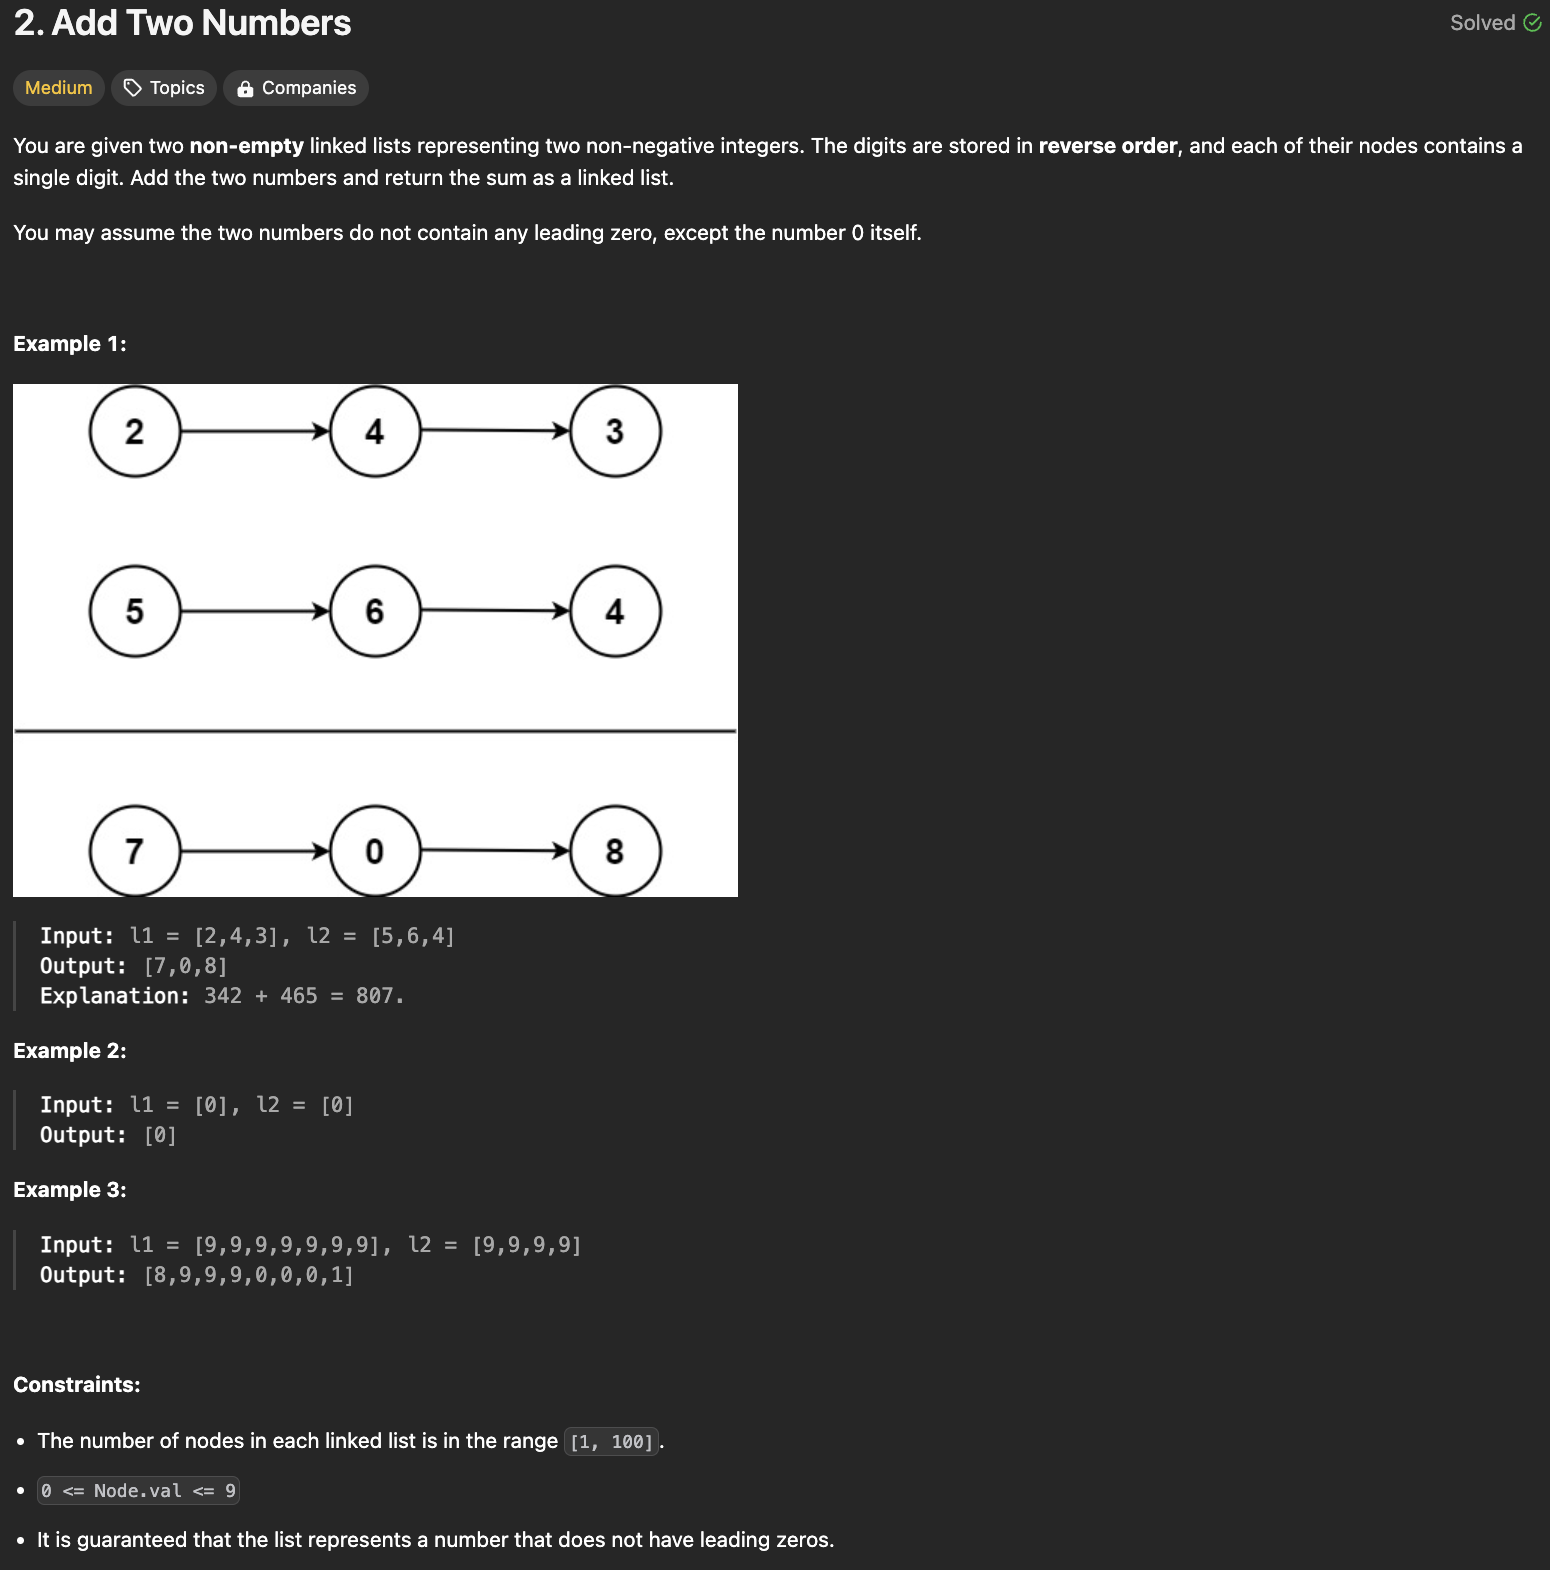 2. Add Two Numbers
Solved
Medium Topics Companies
You are given two non-empty linked lists representing two non-negative integers. The digits are stored in reverse order, and each of their nodes contains a
single digit. Add the two numbers and return the sum as a linked list.
You may assume the two numbers do not contain any leading zero, except the number 0 itself.
Example 1:
2 4 3
5 6 4
7 0 8
Input: l1 = [2,4,3], l2 = [5,6,4]
Output: [7,0,8]
Explanation: 342 + 465 = 807.
Example 2:
Input: l1 = [0], l2 = [0]
Output: [0]
Example 3:
Input: l1 = [9,9,9,9,9,9,9], l2 = [9,9,9,9]
Output: [8,9,9,9,0,0,0,1]
Constraints:
• The number of nodes in each linked list is in the range [1, 100].
• 0 <= Node.val <= 9
• It is guaranteed that the list represents a number that does not have leading zeros.